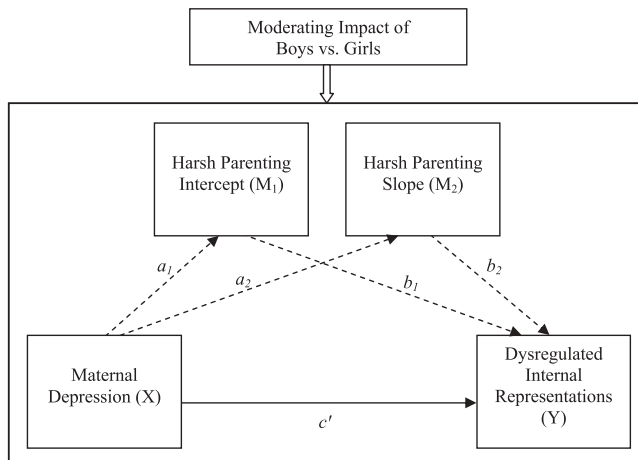 Moderating Impact of
Boys vs. Girls
Harsh Parenting
Intercept (M₁)
Harsh Parenting
Slope (M₂)
a₁
a₂
b₁
b₂
Maternal
Depression (X)
Dysregulated
Internal
Representations
(Y)
c′